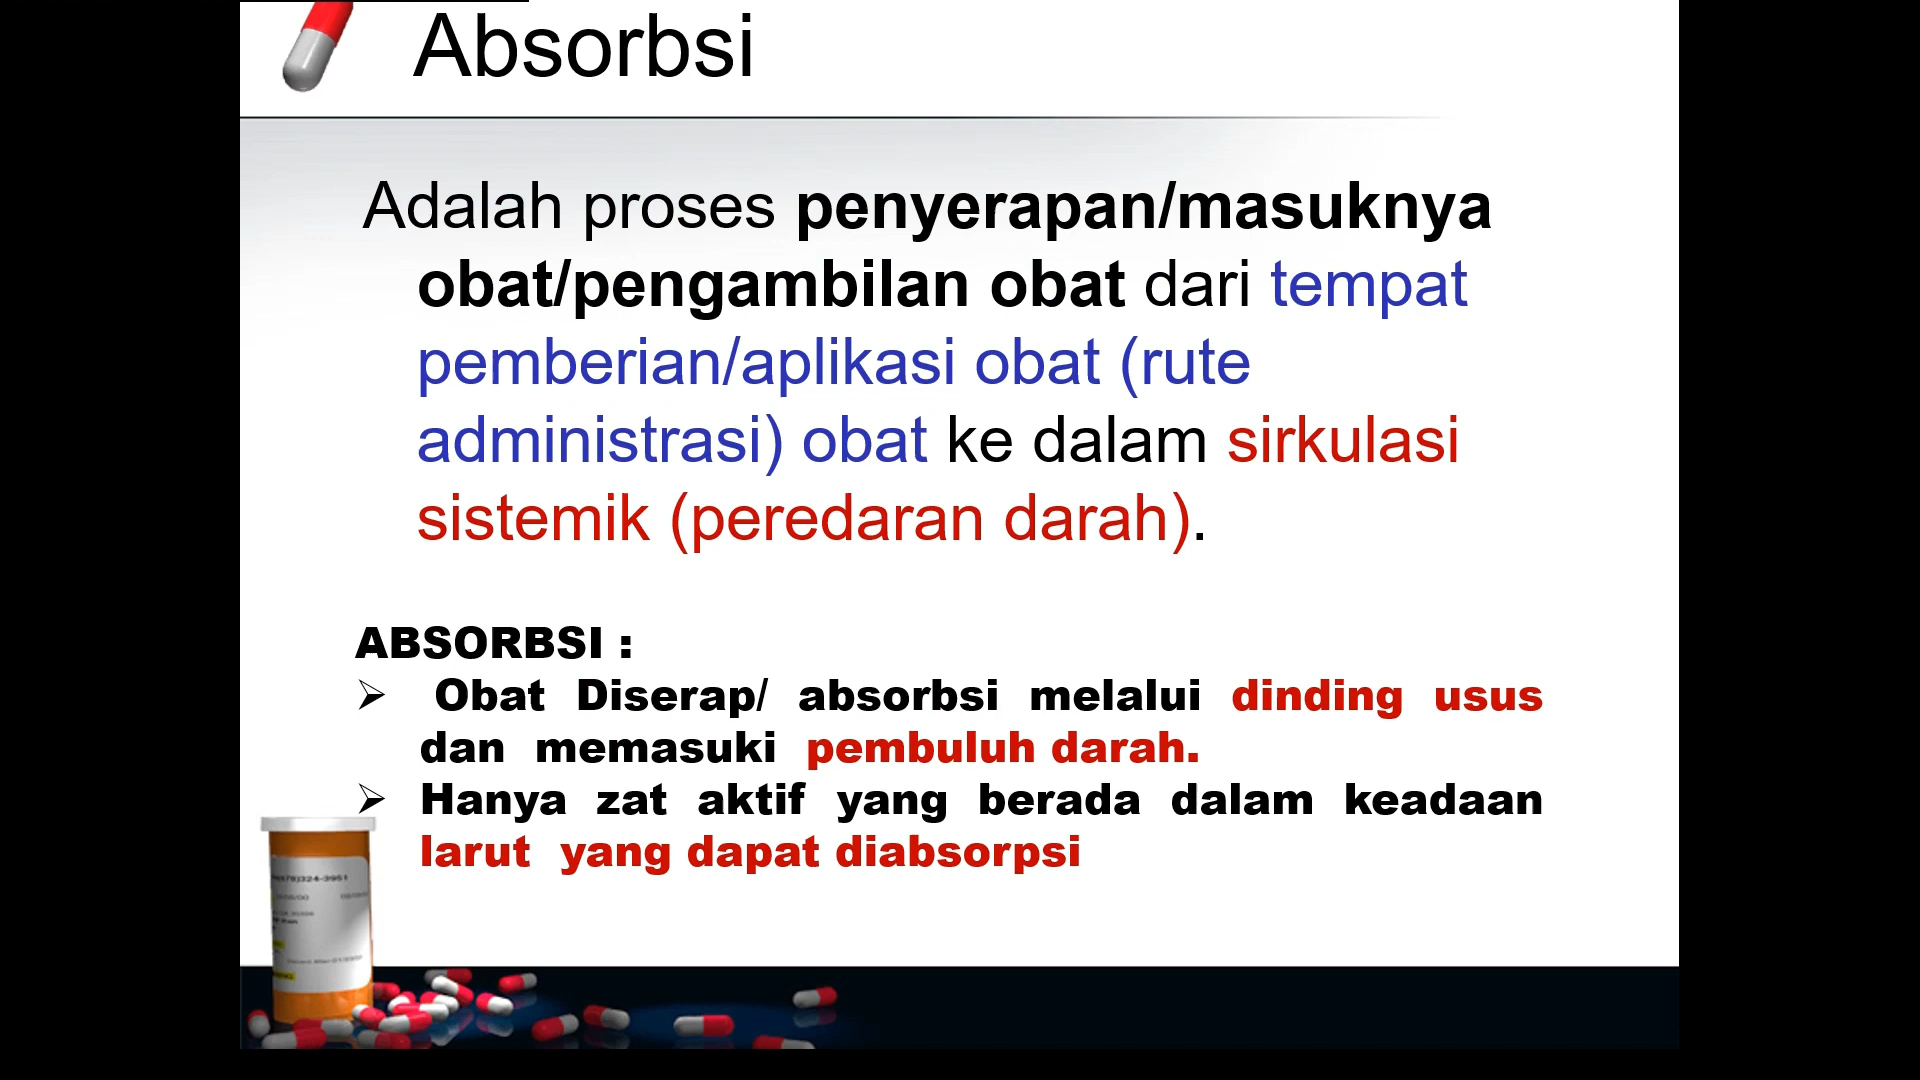 Absorbsi
Adalah proses penyerapan/masuknya
obat/pengambilan obat dari tempat
pemberian/aplikasi obat (rute
administrasi) obat ke dalam sirkulasi
sistemik (peredaran darah).
ABSORBSI :
➢ Obat Diserap/ absorbsi melalui dinding usus
dan memasuki pembuluh darah.
➢ Hanya zat aktif yang berada dalam keadaan
larut yang dapat diabsorpsi
324-3951